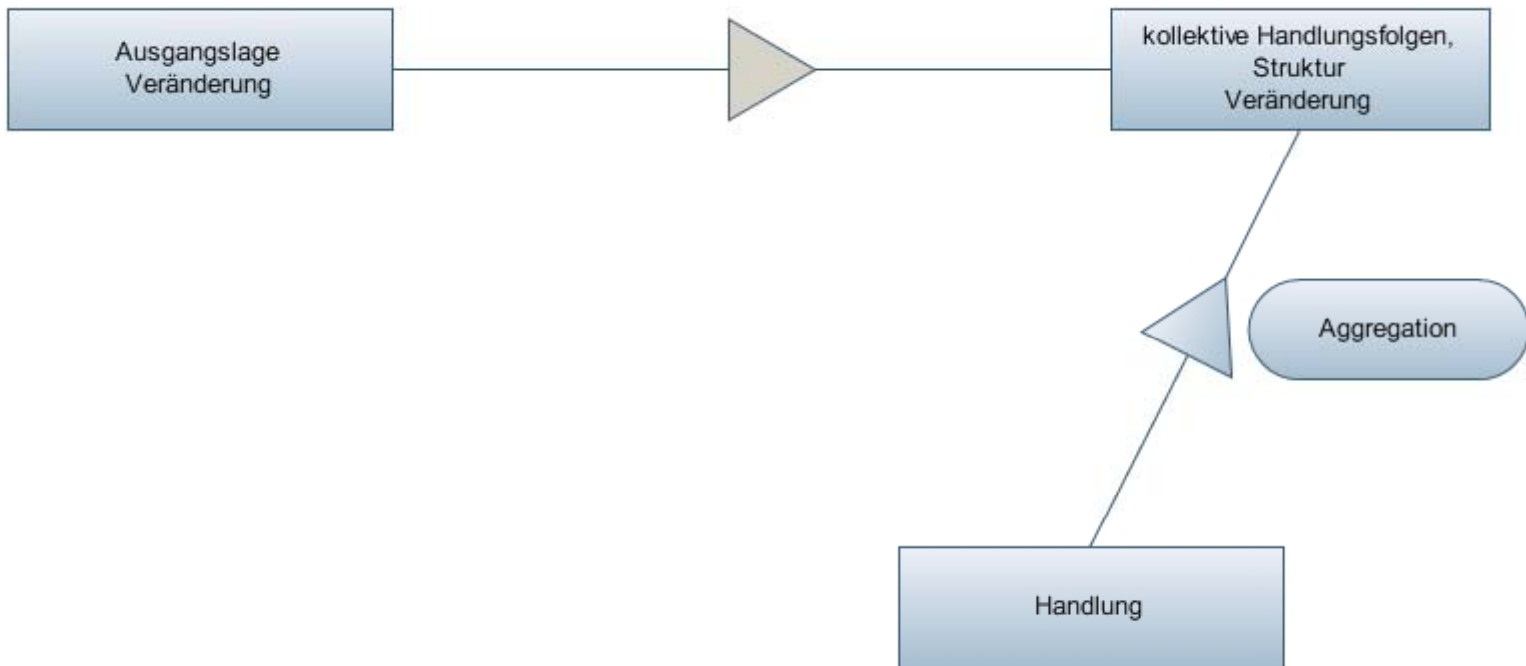 Ausgangslage
Veränderung
kollektive Handlungsfolgen,
Struktur
Veränderung
Aggregation
Handlung